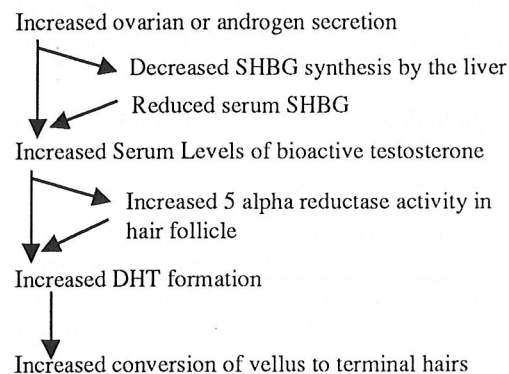 Increased ovarian or androgen secretion
Decreased SHBG synthesis by the liver
Reduced serum SHBG
Increased Serum Levels of bioactive testosterone
Increased 5 alpha reductase activity in
hair follicle
Increased DHT formation
Increased conversion of vellus to terminal hairs